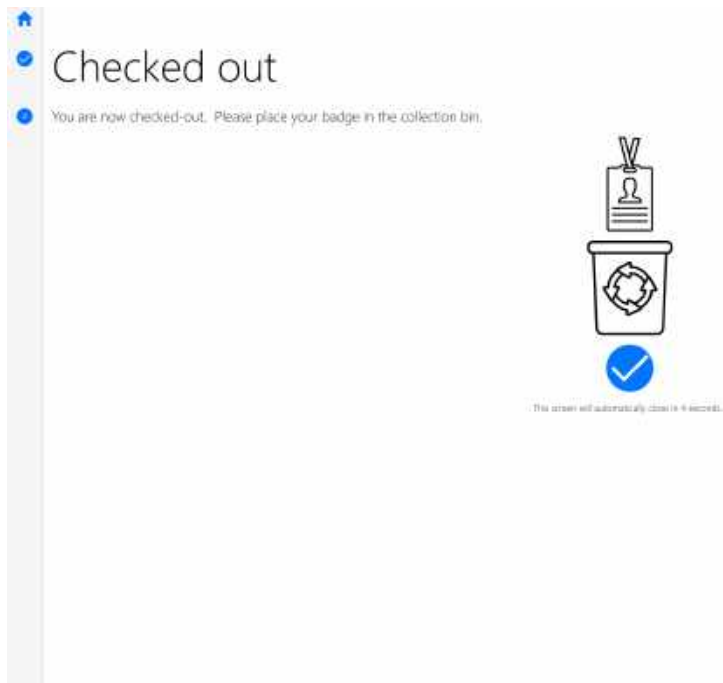 Checked out
You are now checked-out. Please place your badge in the collection bin.
This screen will automatically close in 4 seconds.